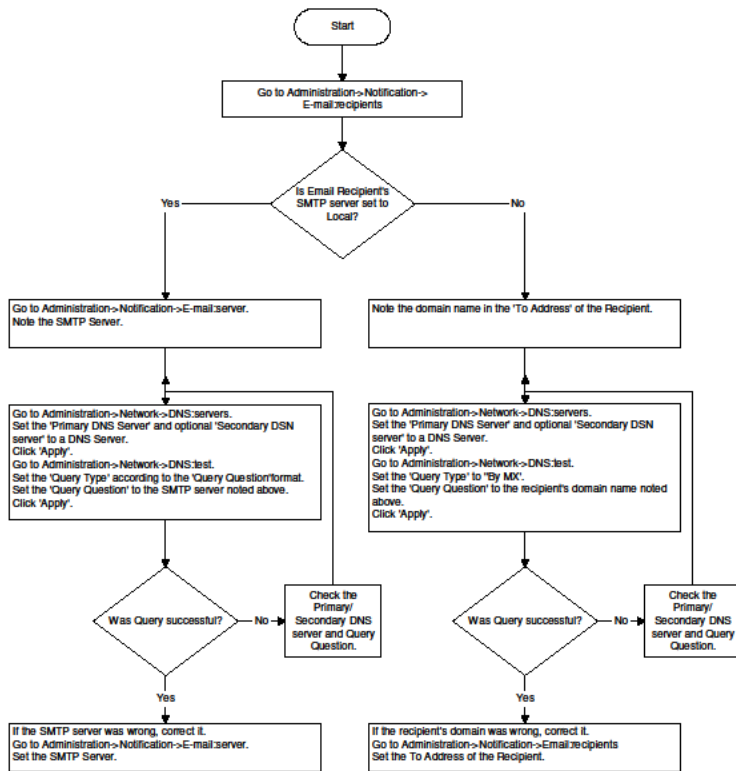 Start
Go to Administration->Notification->
E-mail:recipients
Is Email Recipient's
SMTP server set to
Local?
Yes
No
Go to Administration->Notification->E-mail:server.
Note the SMTP Server.
Note the domain name in the 'To Address' of the Recipient.
Go to Administration->Network->DNS:servers.
Set the 'Primary DNS Server' and optional 'Secondary DSN
server' to a DNS Server.
Click 'Apply'.
Go to Administration->Network->DNS:test.
Set the 'Query Type' according to the 'Query Question'format.
Set the 'Query Question' to the SMTP server noted above.
Click 'Apply'.
Go to Administration->Network->DNS:servers.
Set the 'Primary DNS Server' and optional 'Secondary DSN
server' to a DNS Server.
Click 'Apply'.
Go to Administration->Network->DNS:test.
Set the 'Query Type' to "By MX'.
Set the 'Query Question' to the recipient's domain name noted
above.
Click 'Apply'.
Was Query successful?
No
Check the
Primary/
Secondary DNS
server and Query
Question.
Was Query successful?
No
Check the
Primary/
Secondary DNS
server and Query
Question.
Yes
Yes
If the SMTP server was wrong, correct it.
Go to Administration->Notification->E-mail:server.
Set the SMTP Server.
If the recipient's domain was wrong, correct it.
Go to Administration->Notification->Email:recipients
Set the To Address of the Recipient.